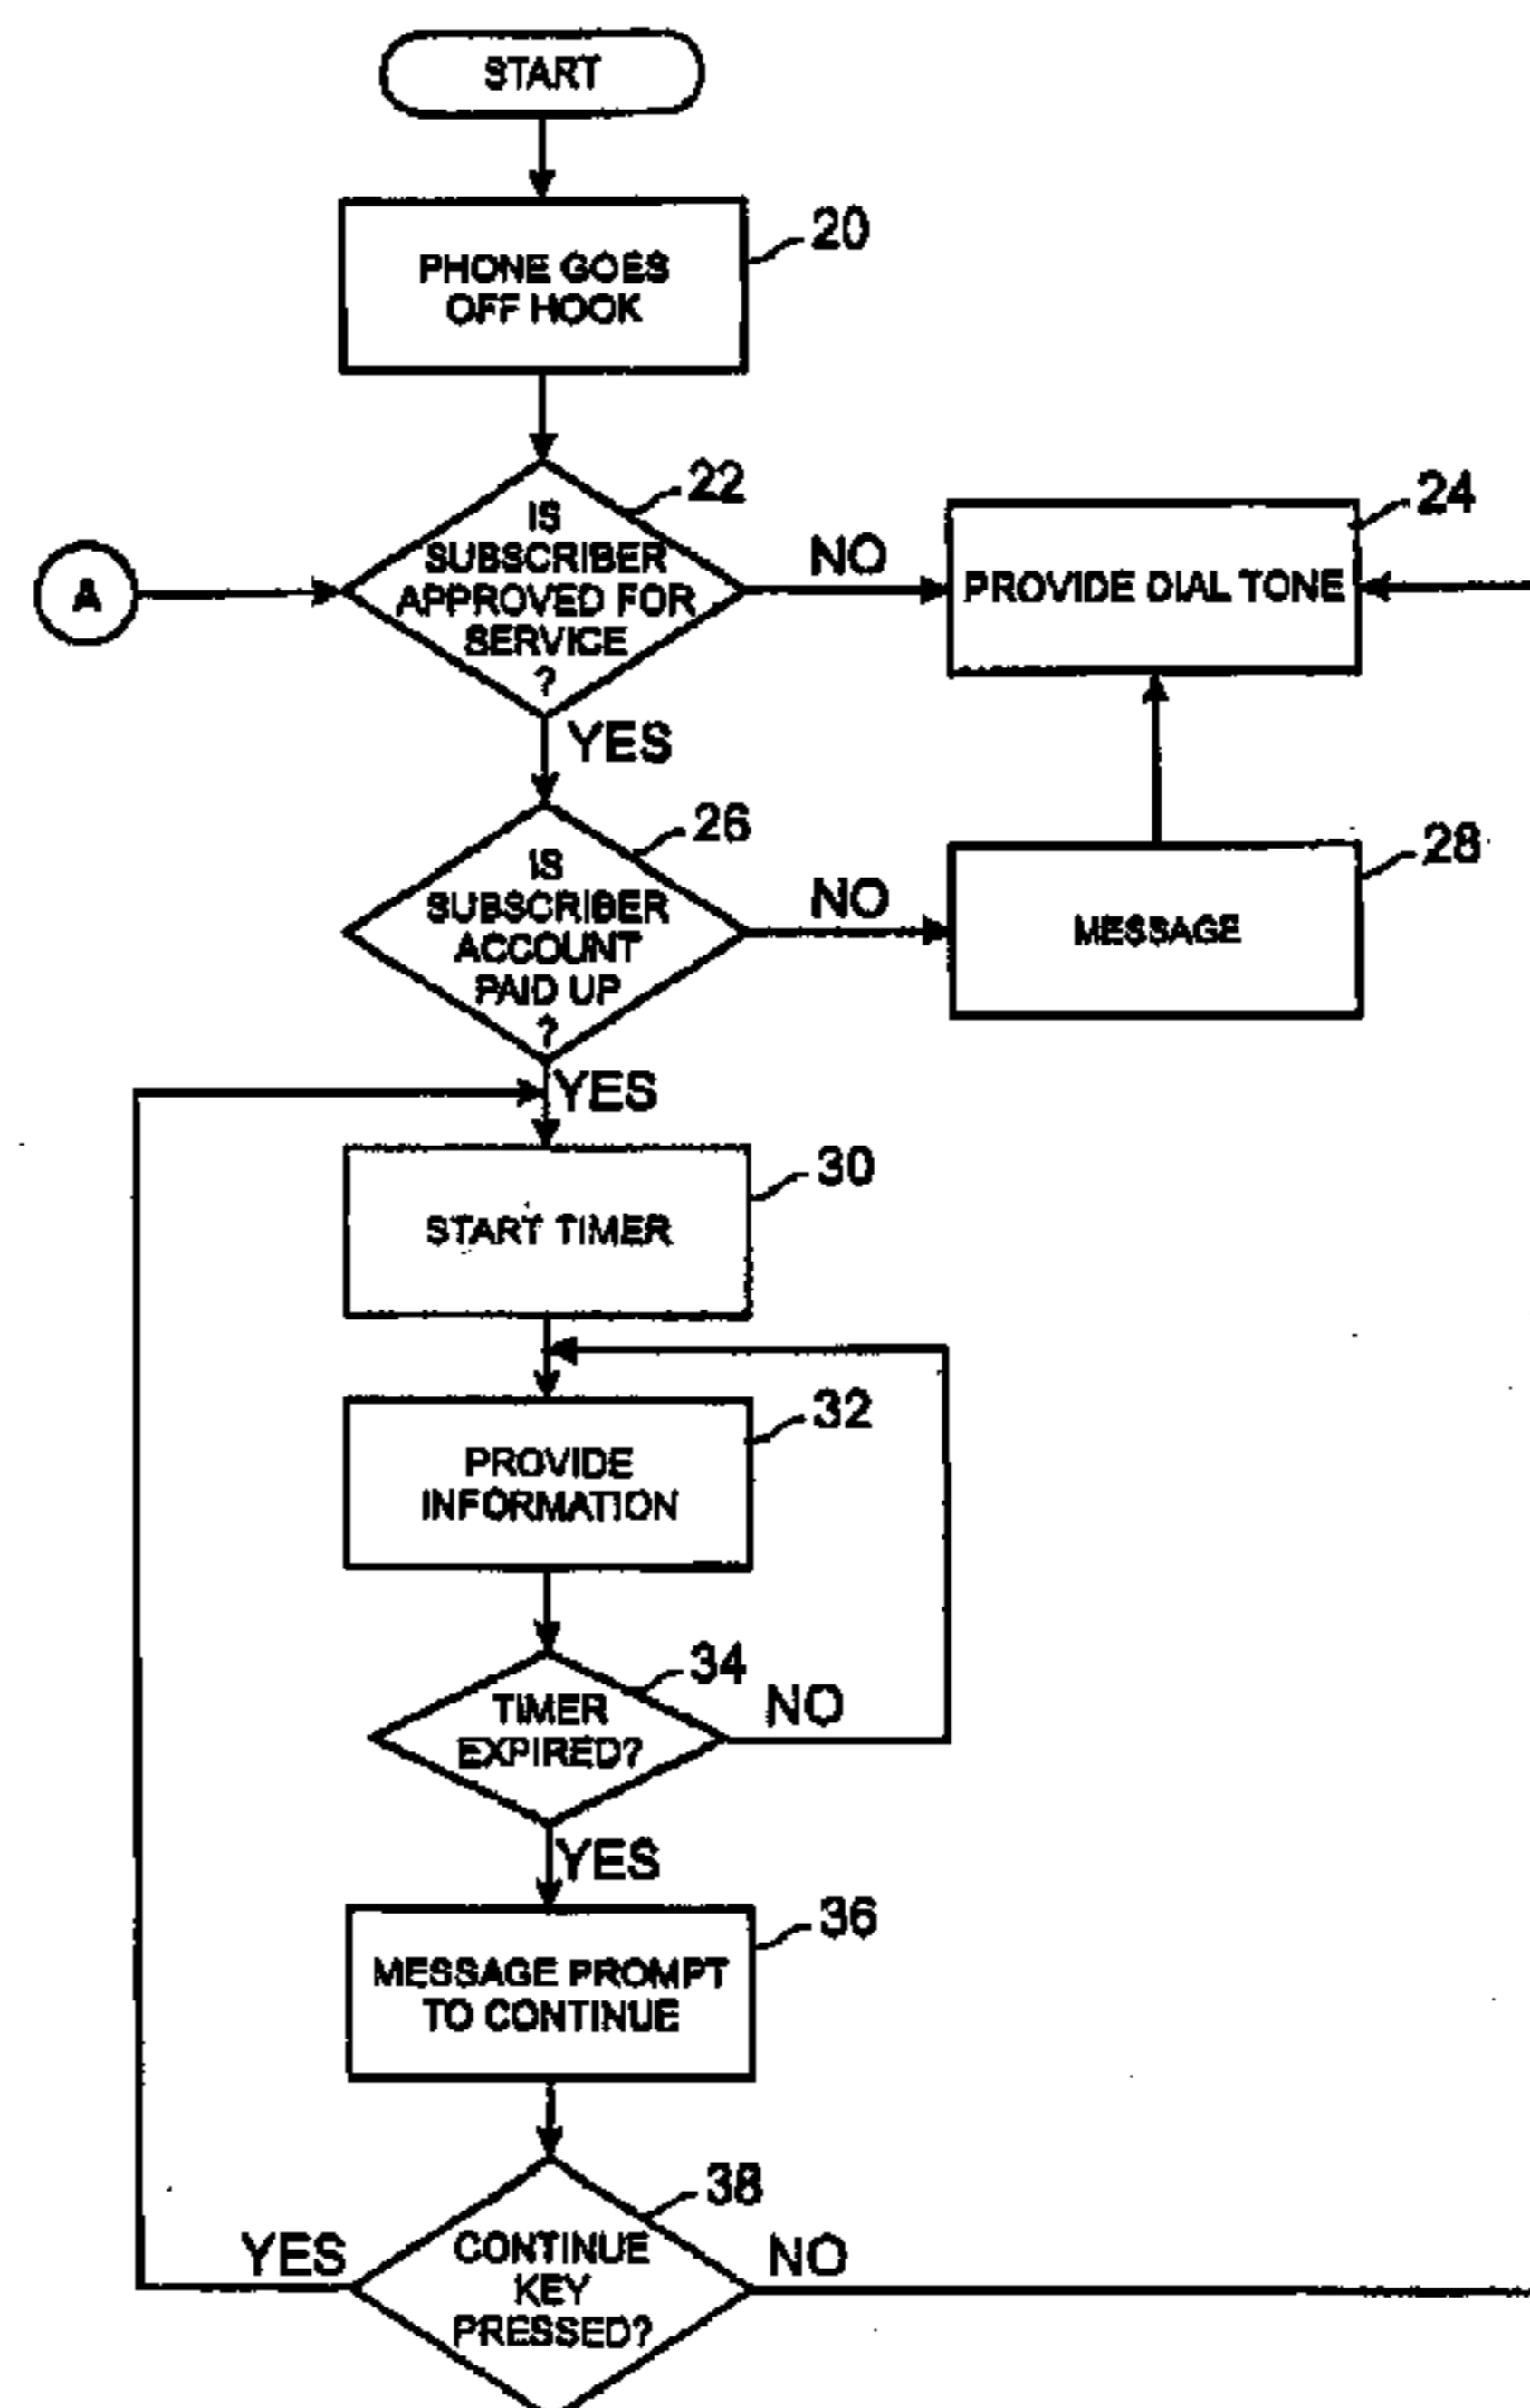 START
PHONE GOES
OFF HOOK
20
22
IS
SUBSCRIBER
APPROVED FOR
SERVICE
?
A
NO
24
PROVIDE DIAL TONE
YES
26
IS
SUBSCRIBER
ACCOUNT
PAID UP
?
NO
28
MESSAGE
YES
30
START TIMER
32
PROVIDE
INFORMATION
34
TIMER
EXPIRED?
NO
YES
36
MESSAGE PROMPT
TO CONTINUE
38
YES
CONTINUE
KEY
PRESSED?
NO